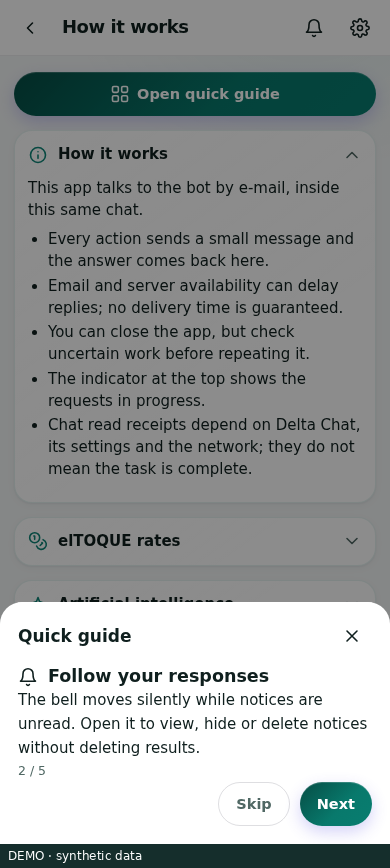 How it works
Open quick guide
How it works
This app talks to the bot by e-mail, inside
this same chat.
• Every action sends a small message and
the answer comes back here.
• Email and server availability can delay
replies; no delivery time is guaranteed.
• You can close the app, but check
uncertain work before repeating it.
• The indicator at the top shows the
requests in progress.
• Chat read receipts depend on Delta Chat,
its settings and the network; they do not
mean the task is complete.
elTOQUE rates
Artificial intelligence
Quick guide
Follow your responses
The bell moves silently while notices are
unread. Open it to view, hide or delete notices
without deleting results.
2 / 5
Skip
Next
DEMO · synthetic data